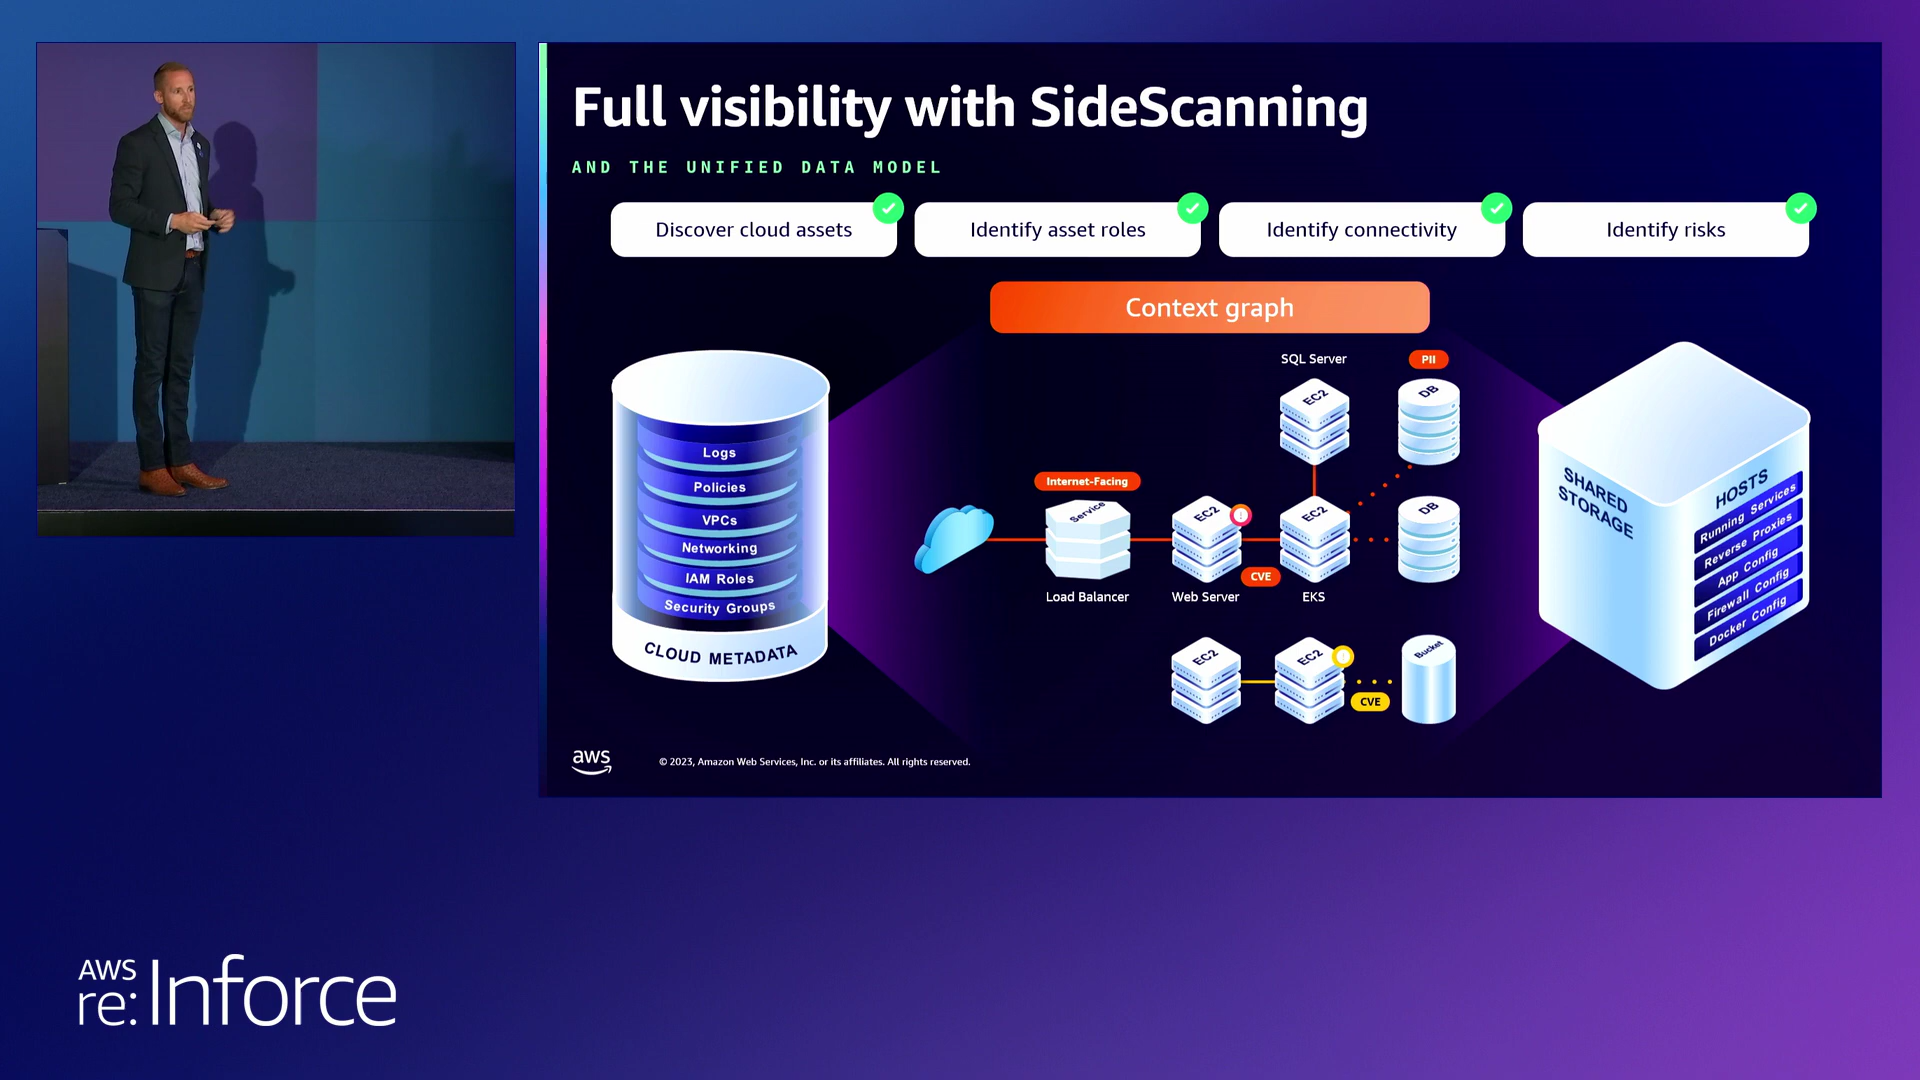 Full visibility with SideScanning
AND THE UNIFIED DATA MODEL
Discover cloud assets
Identify asset roles
Identify connectivity
Identify risks
Context graph
Logs
Policies
VPCs
Networking
IAM Roles
Security Groups
CLOUD METADATA
Internet-Facing
Service
Load Balancer
EC2
Web Server
CVE
SQL Server
EC2
EC2
EKS
PII
DB
DB
EC2
EC2
CVE
Bucket
SHARED
STORAGE
HOSTS
Running Services
Reverse Proxies
App Config
Firewall Config
Docker Config
aws
© 2023, Amazon Web Services, Inc. or its affiliates. All rights reserved.
AWS
re:Inforce